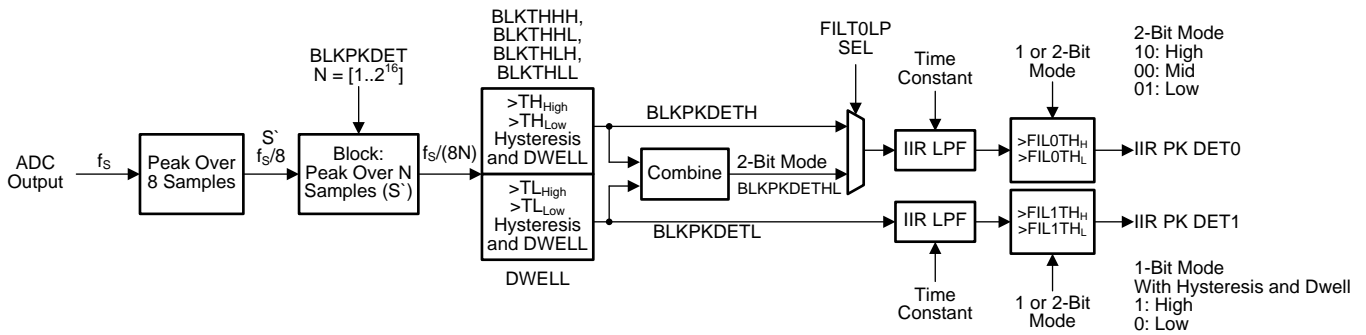 ADC
Output
fS
Peak Over
8 Samples
S`
fS/8
BLKPKDET
N = [1..2^16]
Block:
Peak Over N
Samples (S`)
fS/(8N)
BLKTHHH,
BLKTHHL,
BLKTHLH,
BLKTHLL
>THHigh
>THLow
Hysteresis
and DWELL
>TLHigh
>TLLow
Hysteresis
and DWELL
DWELL
BLKPKDETH
Combine
2-Bit Mode
BLKPKDETHL
BLKPKDETL
FILT0LP
SEL
Time
Constant
IIR LPF
1 or 2-Bit
Mode
>FIL0THH
>FIL0THL
IIR PK DET0
2-Bit Mode
10: High
00: Mid
01: Low
IIR LPF
Time
Constant
>FIL1THH
>FIL1THL
IIR PK DET1
1 or 2-Bit
Mode
1-Bit Mode
With Hysteresis and Dwell
1: High
0: Low